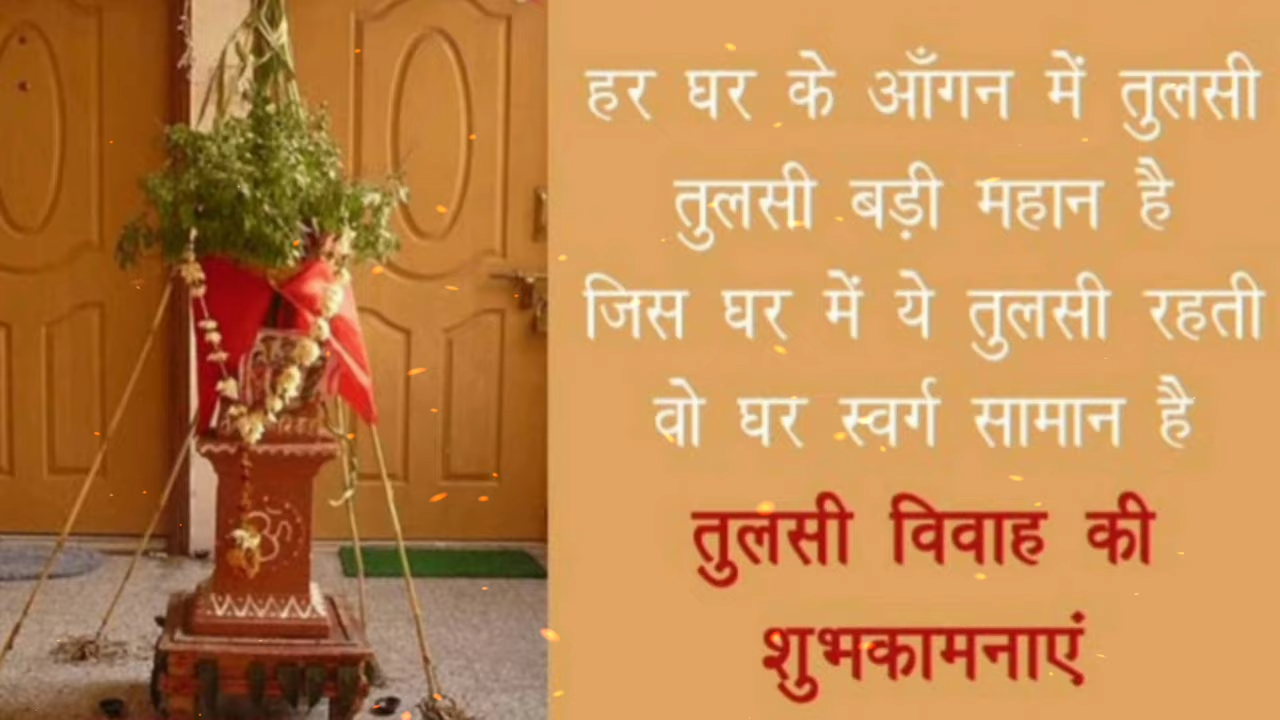 हर घर के आँगन में तुलसी
तुलसी बड़ी महान है
जिस घर में ये तुलसी रहती
वो घर स्वर्ग सामान है
तुलसी विवाह की
शुभकामनाएं
ॐ